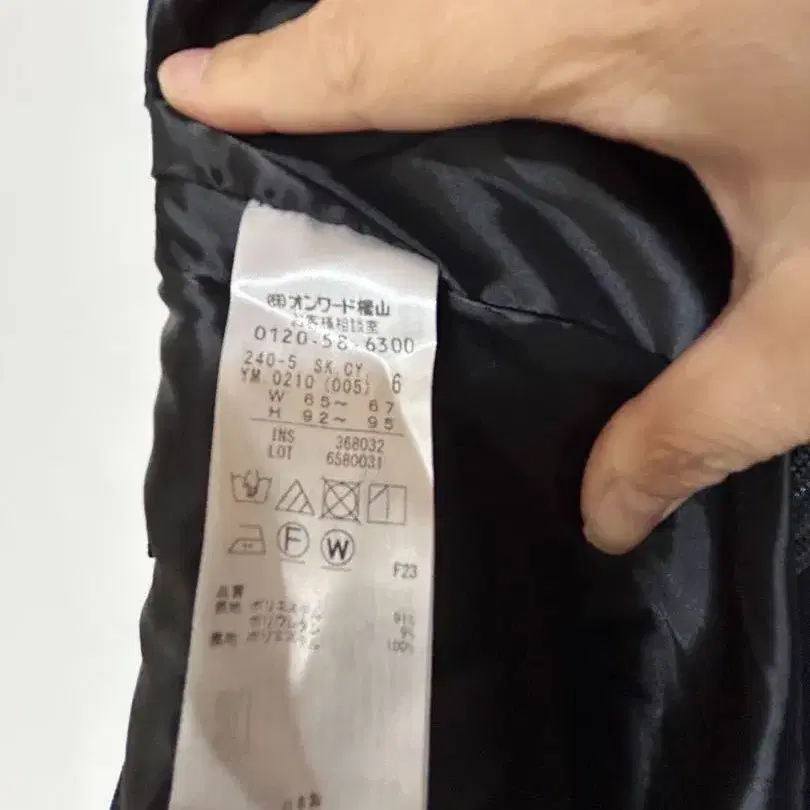 ㈱オンワード樫山
お客様相談室
0120-58-6300
240-5 SK.CY
YM.0210 (005) 6
W 65～ 67
H 92～ 95
INS 368032
LOT 6580031
F W
F23
品質
表地 ポリエステル 91%
ポリウレタン 9%
裏地 ポリエステル 100%
日本製